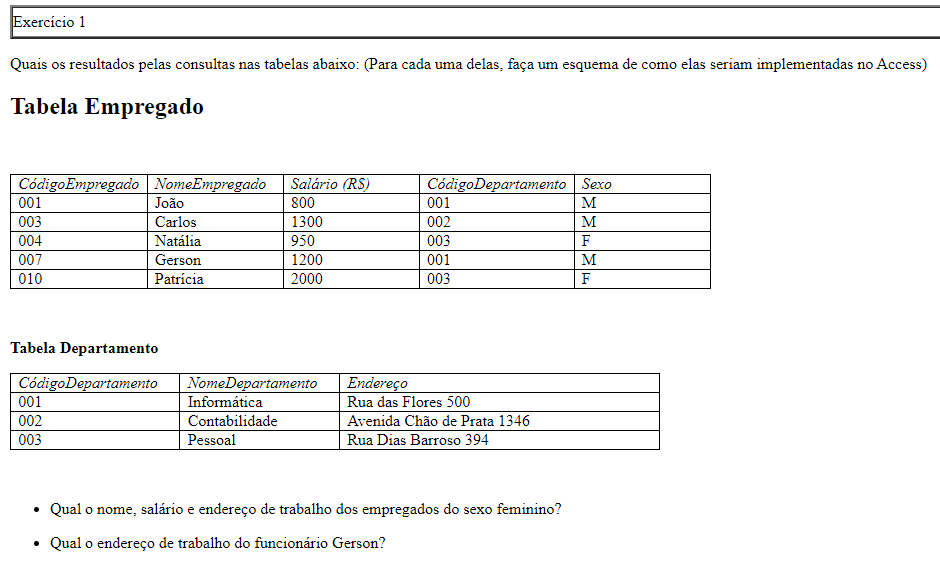 Exercício 1
Quais os resultados pelas consultas nas tabelas abaixo: (Para cada uma delas, faça um esquema de como elas seriam implementadas no Access)
Tabela Empregado
CódigoEmpregado NomeEmpregado Salário (R$) CódigoDepartamento Sexo
001 João 800 001 M
003 Carlos 1300 002 M
004 Natália 950 003 F
007 Gerson 1200 001 M
010 Patrícia 2000 003 F
Tabela Departamento
CódigoDepartamento NomeDepartamento Endereço
001 Informática Rua das Flores 500
002 Contabilidade Avenida Chão de Prata 1346
003 Pessoal Rua Dias Barroso 394
• Qual o nome, salário e endereço de trabalho dos empregados do sexo feminino?
• Qual o endereço de trabalho do funcionário Gerson?